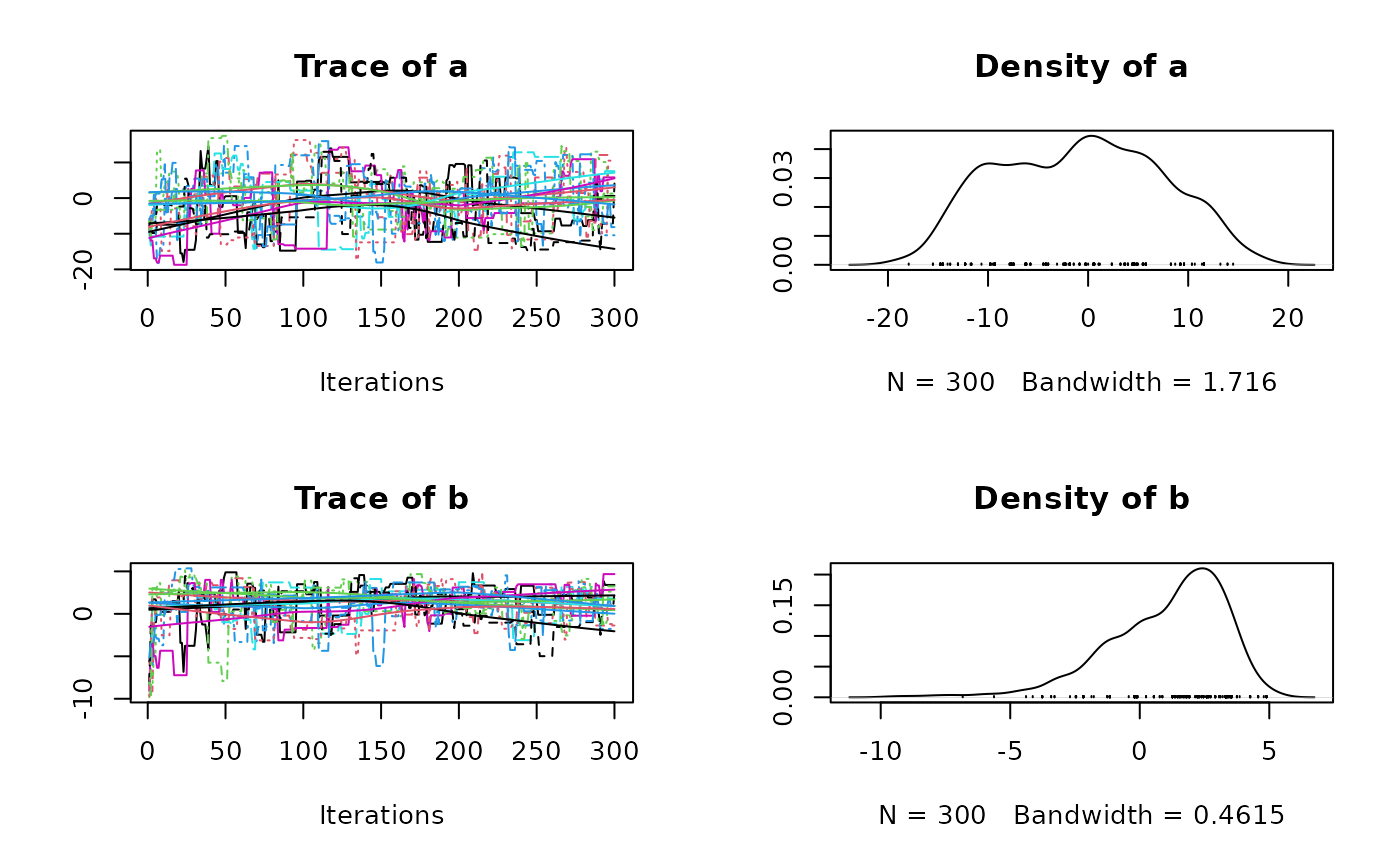 Trace of a
0
-20
0 50 100 150 200 250 300
Iterations
Density of a
0.03
0.00
-20 -10 0 10 20
N = 300 Bandwidth = 1.716
Trace of b
0
-10
0 50 100 150 200 250 300
Iterations
Density of b
0.15
0.00
-10 -5 0 5
N = 300 Bandwidth = 0.4615